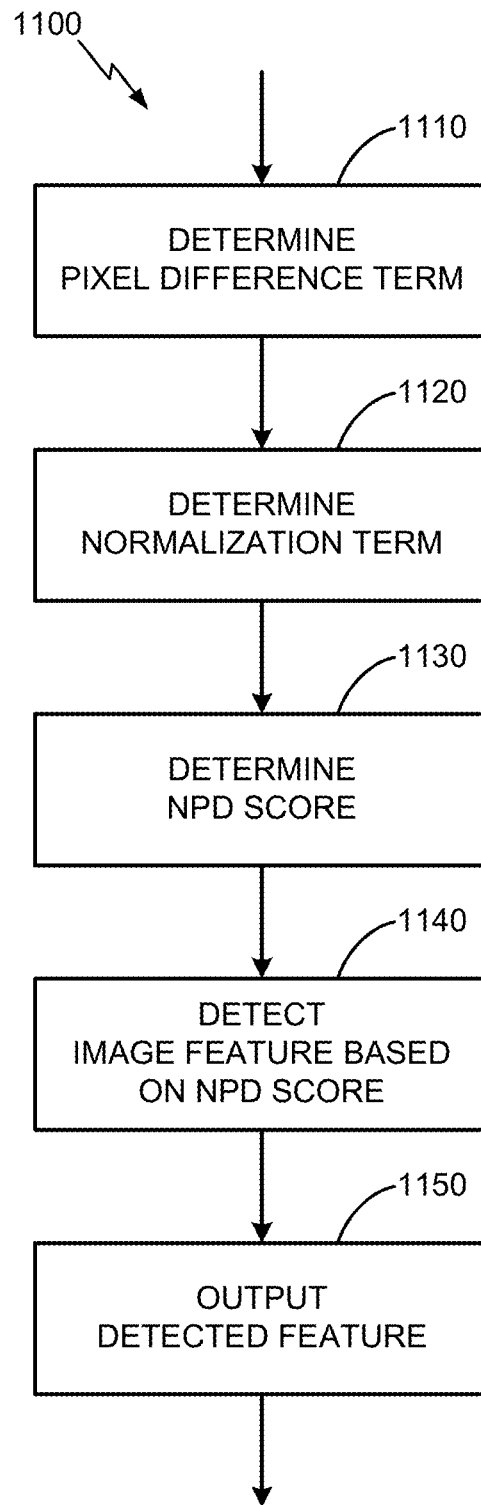 1100
1110
DETERMINE
PIXEL DIFFERENCE TERM
1120
DETERMINE
NORMALIZATION TERM
1130
DETERMINE
NPD SCORE
1140
DETECT
IMAGE FEATURE BASED
ON NPD SCORE
1150
OUTPUT
DETECTED FEATURE